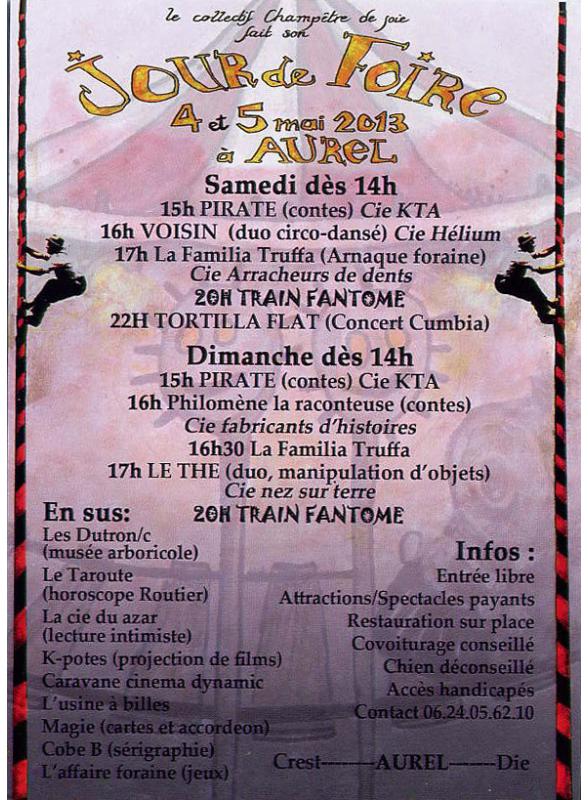 le collectif Champêtre de joie
fait son
JOUR de FOIRE
4 et 5 mai 2013
à AUREL
Samedi dès 14h
15h PIRATE (contes) Cie KTA
16h VOISIN (duo circo-dansé) Cie Hélium
17h La Familia Truffa (Arnaque foraine)
Cie Arracheurs de dents
20H TRAIN FANTOME
22H TORTILLA FLAT (Concert Cumbia)
Dimanche dès 14h
15h PIRATE (contes) Cie KTA
16h Philomène la raconteuse (contes)
Cie fabricants d'histoires
16h30 La Familia Truffa
17h LE THE (duo, manipulation d'objets)
Cie nez sur terre
20H TRAIN FANTOME
En sus:
Les Dutron/c
(musée arboricole)
Le Taroute
(horoscope Routier)
La cie du azar
(lecture intimiste)
K-potes (projection de films)
Caravane cinema dynamic
L'usine à billes
Magie (cartes et accordeon)
Cobe B (sérigraphie)
L'affaire foraine (jeux)
Infos :
Entrée libre
Attractions/Spectacles payants
Restauration sur place
Covoiturage conseillé
Chien déconseillé
Accès handicapés
Contact 06.24.05.62.10
Crest--------AUREL-------Die